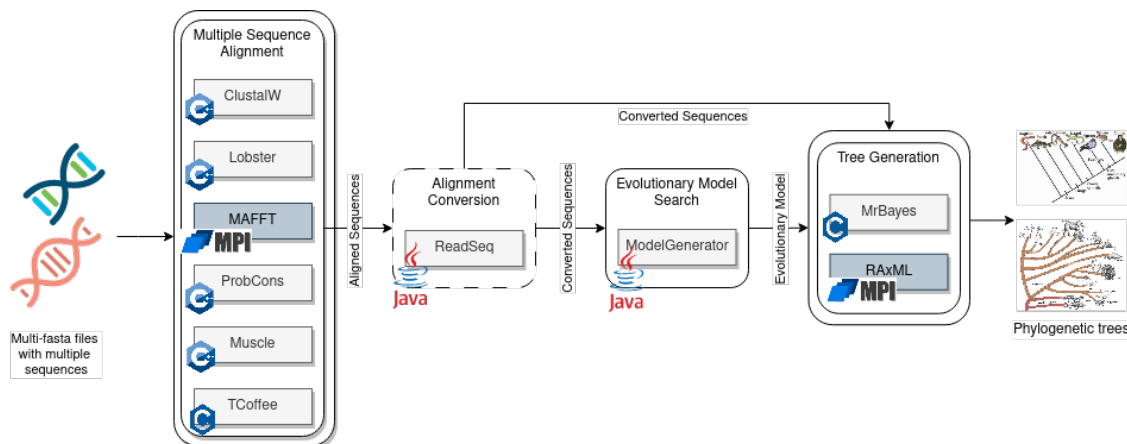 Multiple Sequence
Alignment
ClustalW
Lobster
MAFFT
MPI
ProbCons
Muscle
TCoffee
Multi-fasta files
with multiple
sequences
Aligned Sequences
Alignment
Conversion
ReadSeq
Java
Converted Sequences
Converted Sequences
Evolutionary Model
Search
ModelGenerator
Java
Evolutionary Model
Tree Generation
MrBayes
RAxML
MPI
Phylogenetic trees